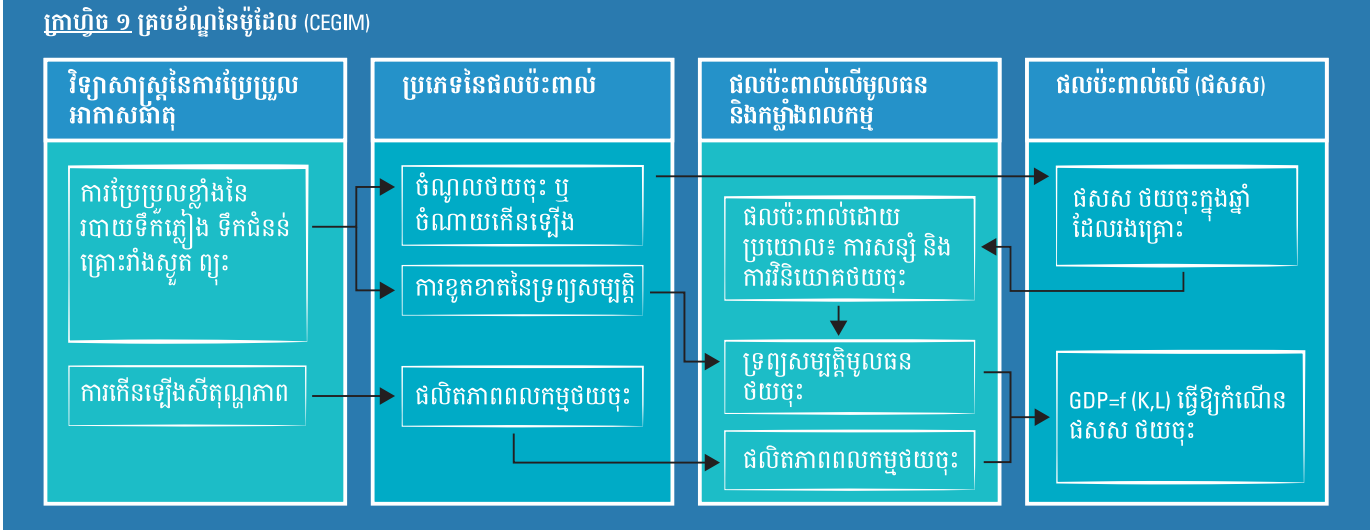 ក្រាហ្វិច ១ គ្របខ័ណ្ឌនៃម៉ូដែល (CEGIM)
វិទ្យាសាស្ត្រនៃការប្រែប្រួល
អាកាសធាតុ
ការប្រែប្រួលខ្លាំងនៃ
របាយទឹកភ្លៀង ទឹកជំនន់
គ្រោះរាំងស្ងួត ព្យុះ
ការកើនឡើងសីតុណ្ហភាព
ប្រភេទនៃផលប៉ះពាល់
ចំណូលថយចុះ ឬ
ចំណាយកើនឡើង
ការខូតខាតនៃទ្រព្យសម្បត្តិ
ផលិតភាពពលកម្មថយចុះ
ផលប៉ះពាល់លើមូលធន
និងកម្លាំងពលកម្ម
ផលប៉ះពាល់ដោយ
ប្រយោល៖ ការសន្សំ និង
ការវិនិយោគថយចុះ
ទ្រព្យសម្បត្តិមូលធន
ថយចុះ
ផលិតភាពពលកម្មថយចុះ
ផលប៉ះពាល់លើ (ផសស)
ផសស ថយចុះក្នុងឆ្នាំ
ដែលរងគ្រោះ
GDP=f (K,L) ធ្វើឱ្យកំណើន
ផសស ថយចុះ